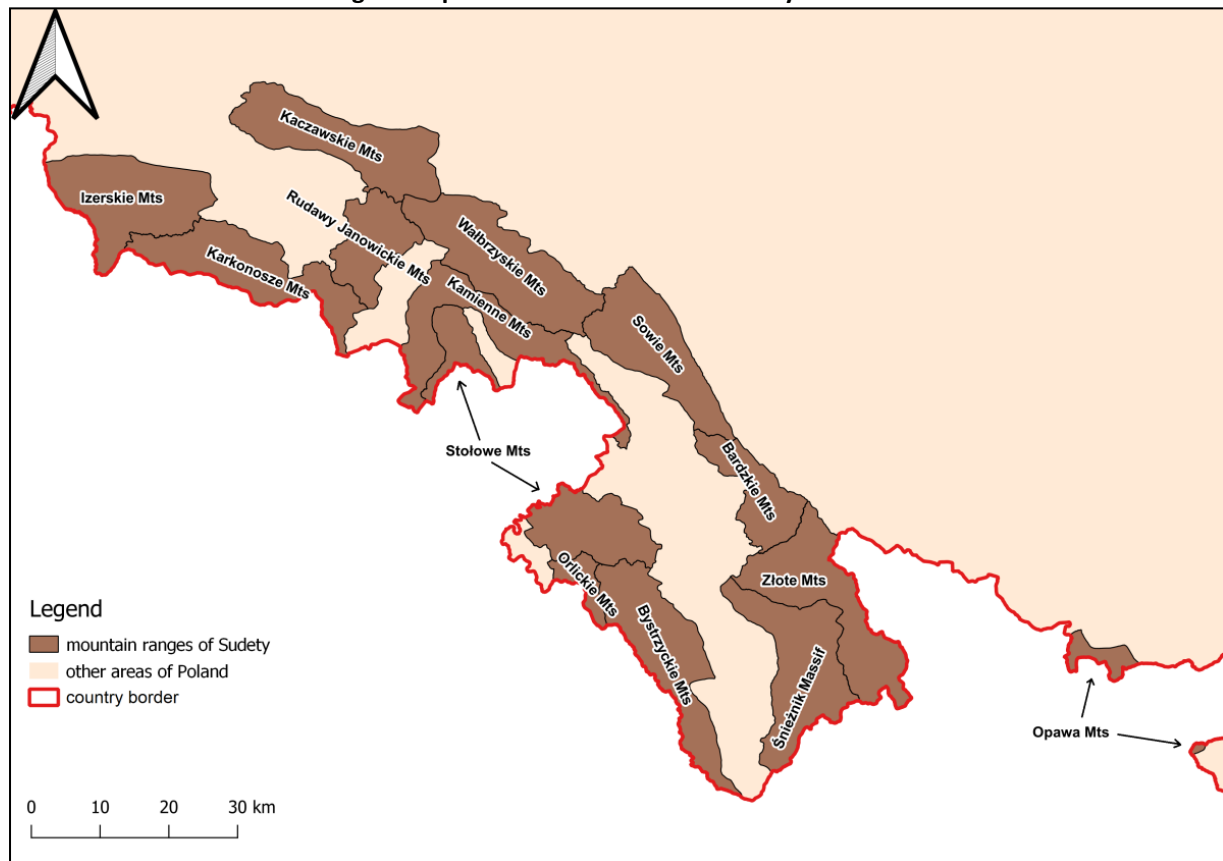 Kaczawskie Mts
Izerskie Mts
Rudawy Janowickie Mts
Wałbrzyskie Mts
Karkonosze Mts
Kamienne Mts
Sowie Mts
Stołowe Mts
Bardzkie Mts
Orlickie Mts
Złote Mts
Bystrzyckie Mts
Śnieżnik Massif
Opawa Mts
Legend
mountain ranges of Sudety
other areas of Poland
country border
0 10 20 30 km